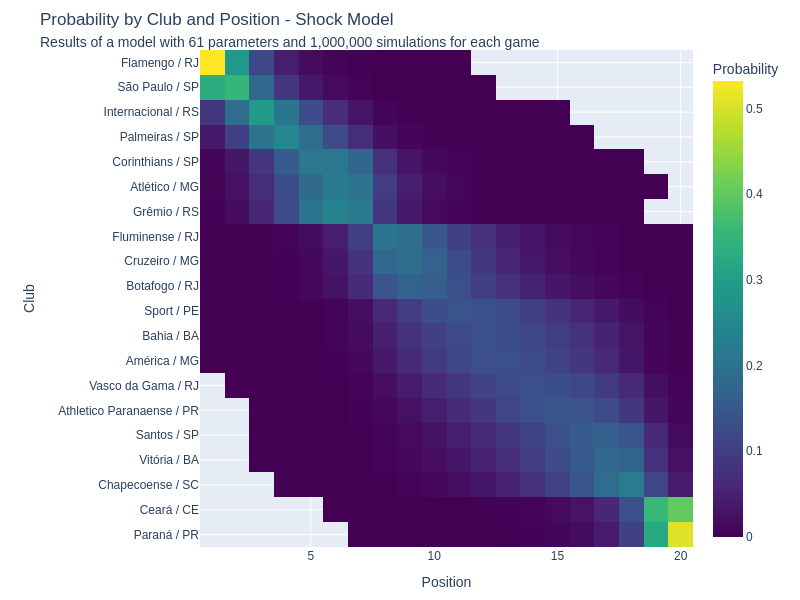 Probability by Club and Position - Shock Model
Results of a model with 61 parameters and 1,000,000 simulations for each game
Probability
Flamengo / RJ
São Paulo / SP
Internacional / RS
Palmeiras / SP
Corinthians / SP
Atlético / MG
Grêmio / RS
Fluminense / RJ
Cruzeiro / MG
Botafogo / RJ
Sport / PE
Bahia / BA
América / MG
Vasco da Gama / RJ
Athletico Paranaense / PR
Santos / SP
Vitória / BA
Chapecoense / SC
Ceará / CE
Paraná / PR
Club
0.5
0.4
0.3
0.2
0.1
0
5
10
15
20
Position